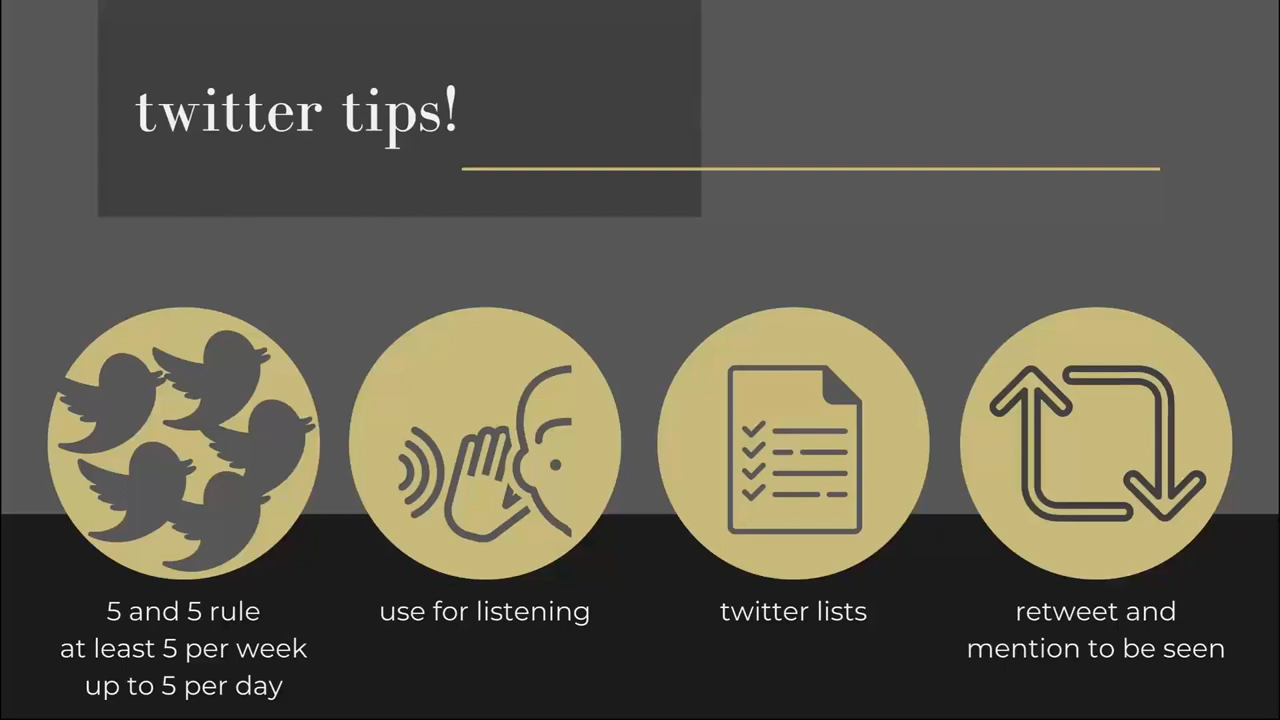 twitter tips!
5 and 5 rule
at least 5 per week
up to 5 per day
use for listening
twitter lists
retweet and
mention to be seen